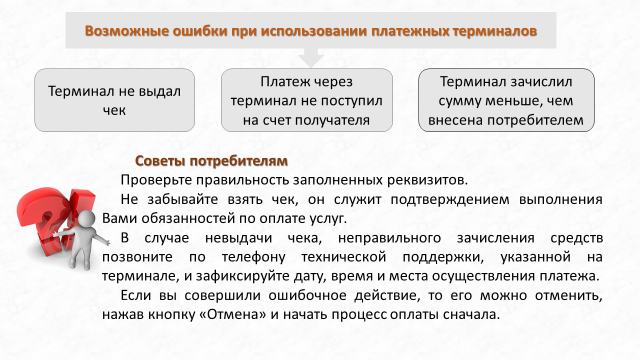 Возможные ошибки при использовании платежных терминалов
Терминал не выдал
чек
Платеж через
терминал не поступил
на счет получателя
Терминал зачислил
сумму меньше, чем
внесена потребителем
Советы потребителям
Проверьте правильность заполненных реквизитов.
Не забывайте взять чек, он служит подтверждением выполнения
Вами обязанностей по оплате услуг.
В случае невыдачи чека, неправильного зачисления средств
позвоните по телефону технической поддержки, указанной на
терминале, и зафиксируйте дату, время и места осуществления платежа.
Если вы совершили ошибочное действие, то его можно отменить,
нажав кнопку «Отмена» и начать процесс оплаты сначала.